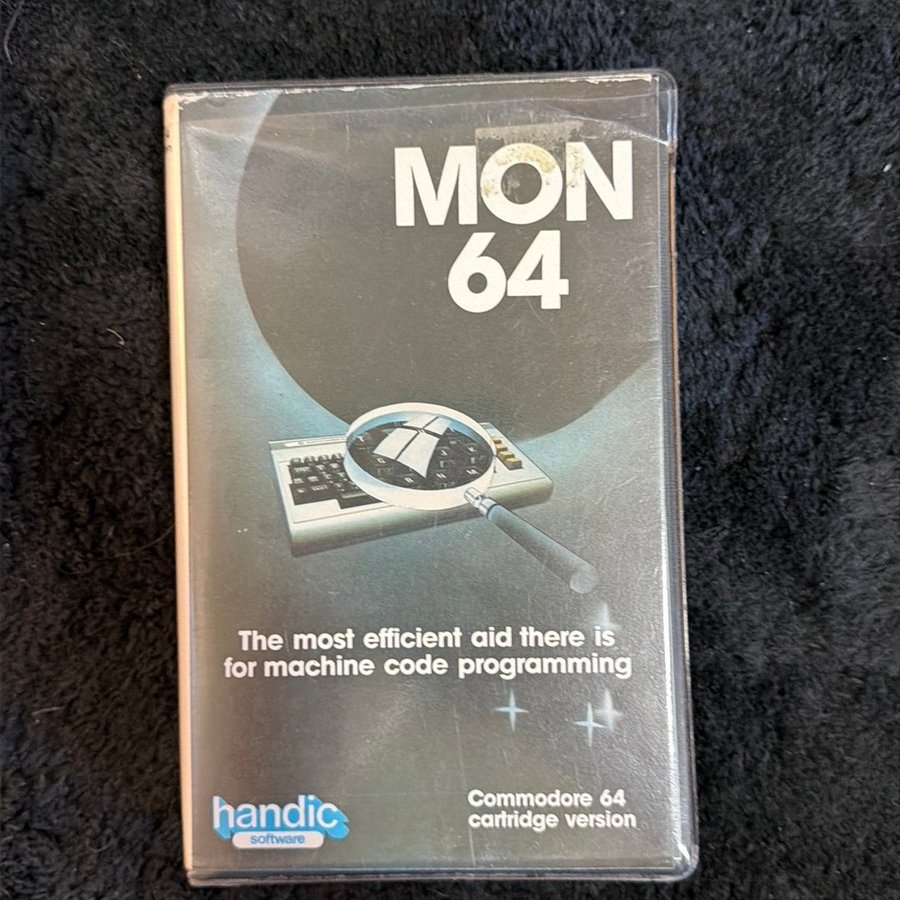 MON
64
The most efficient aid there is
for machine code programming
handic
software
Commodore 64
cartridge version